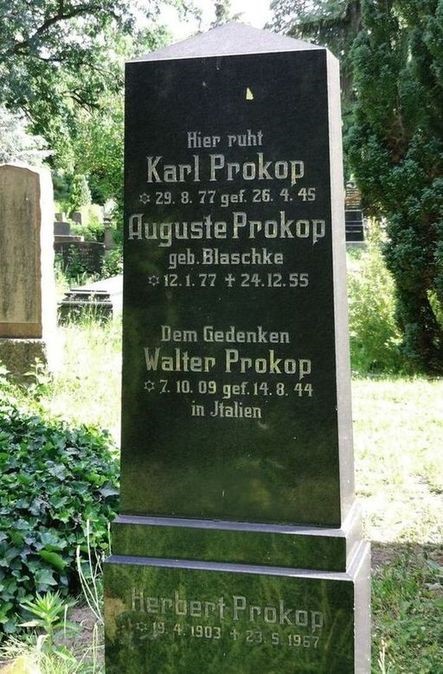 Hier ruht
Karl Prokop
✡ 29.8.77 gef. 26.4.45
Auguste Prokop
geb. Blaschke
✡ 12.1.77 ✝ 24.12.55
Dem Gedenken
Walter Prokop
✡ 7.10.09 gef. 14.8.44
in Jtalien
Herbert Prokop
✡ 19.4.1903 ✝ 23.5.1967